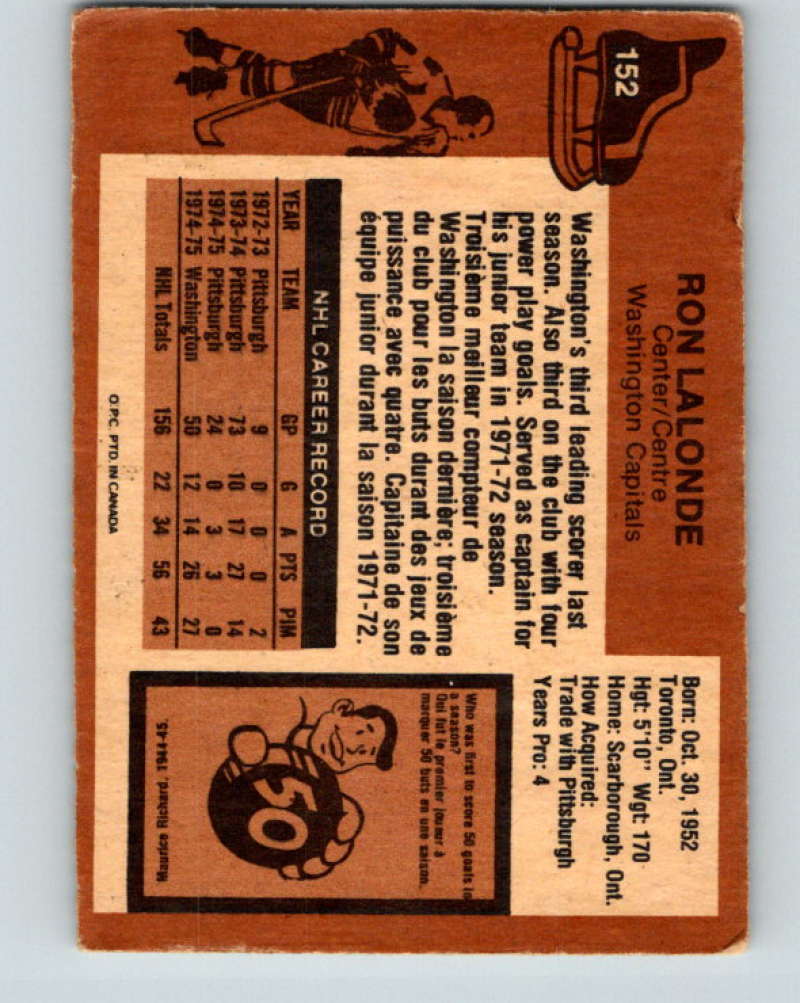 152
RON LALONDE
Center/Centre
Washington Capitals
Washington's third leading scorer last
season. Also third on the club with four
power play goals. Served as captain for
his junior team in 1971-72 season.
Troisième meilleur compteur de
Washington la saison dernière; troisième
du club pour les buts durant des jeux de
puissance avec quatre. Capitaine de son
équipe junior durant la saison 1971-72.
NHL CAREER RECORD
YEAR TEAM GP G A PTS PIM
1972-73 Pittsburgh 9 0 0 0 2
1973-74 Pittsburgh 73 10 17 27 14
1974-75 Pittsburgh 24 0 3 3 0
1974-75 Washington 50 12 14 26 27
NHL Totals 156 22 34 56 43
O.P.C. PTD. IN CANADA
Born: Oct. 30, 1952
Toronto, Ont.
Hgt: 5'10" Wgt: 170
Home: Scarborough, Ont.
How Acquired:
Trade with Pittsburgh
Years Pro: 4
Who was first to score 50 goals in
a season?
Qui fut le premier joueur à
marquer 50 buts en une saison.
50
Maurice Richard, 1944-45.